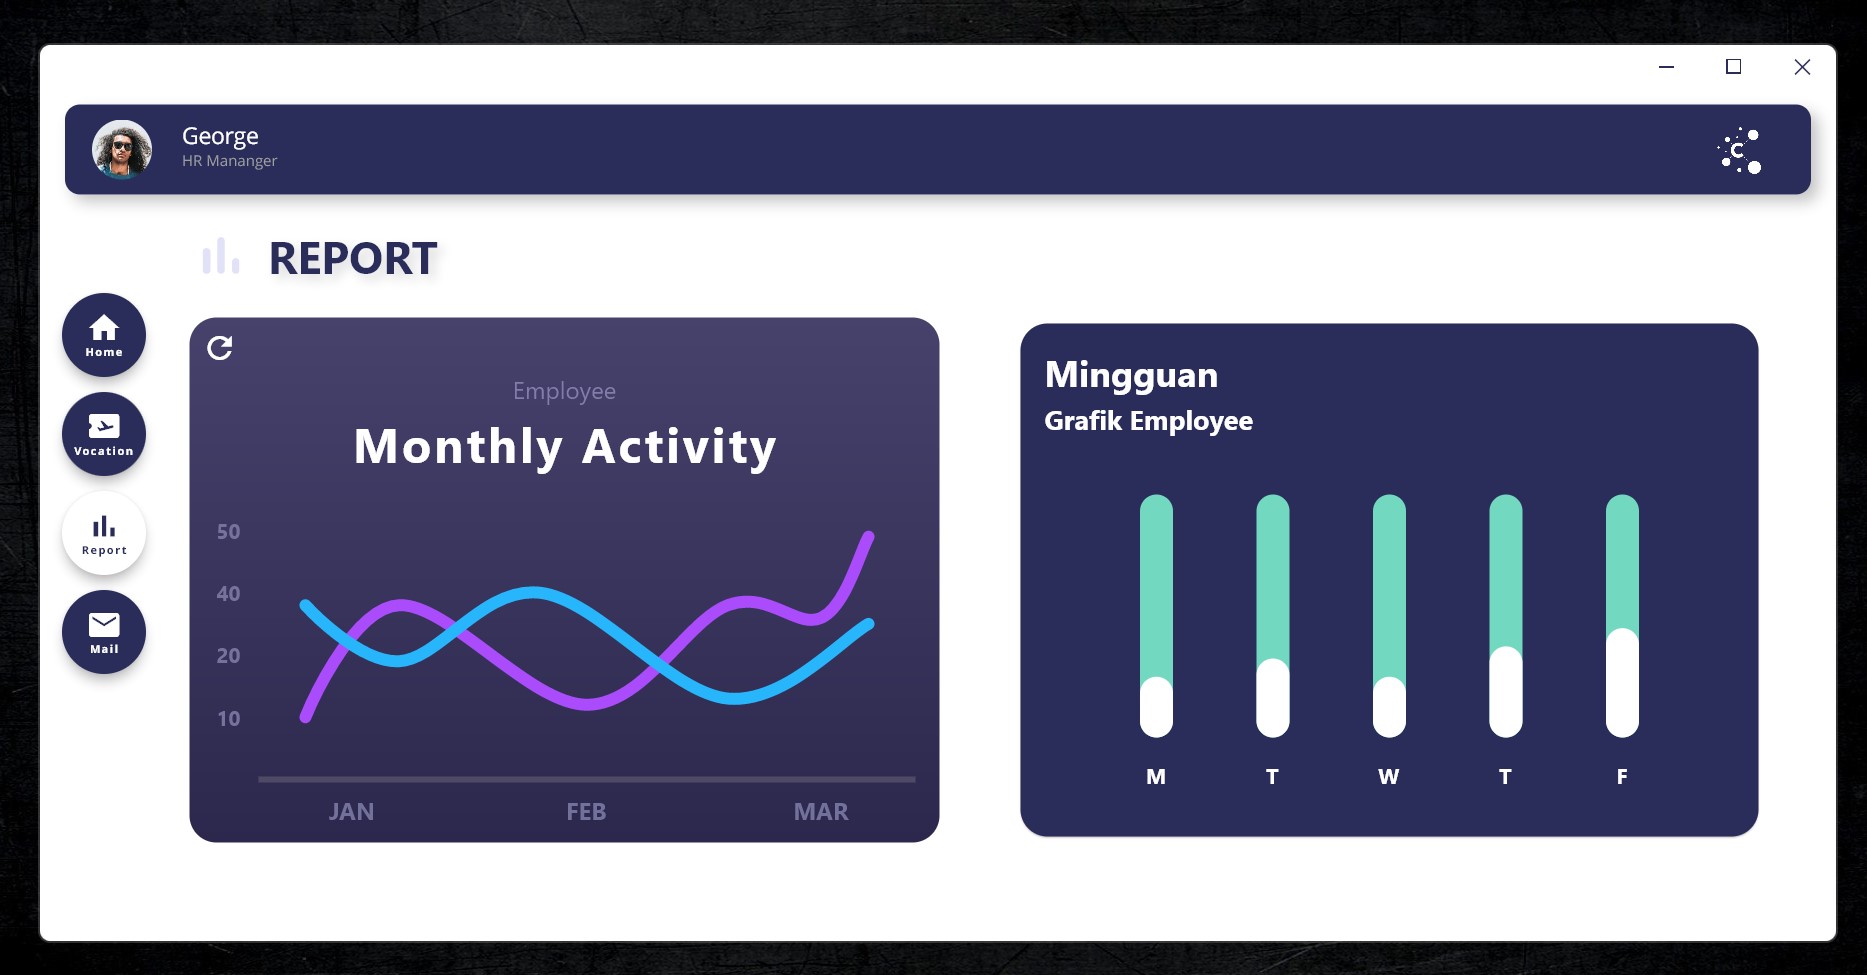 George
HR Mananger
C
REPORT
Home
Vocation
Report
Mail
Employee
Monthly Activity
50
40
20
10
JAN FEB MAR
Mingguan
Grafik Employee
M T W T F